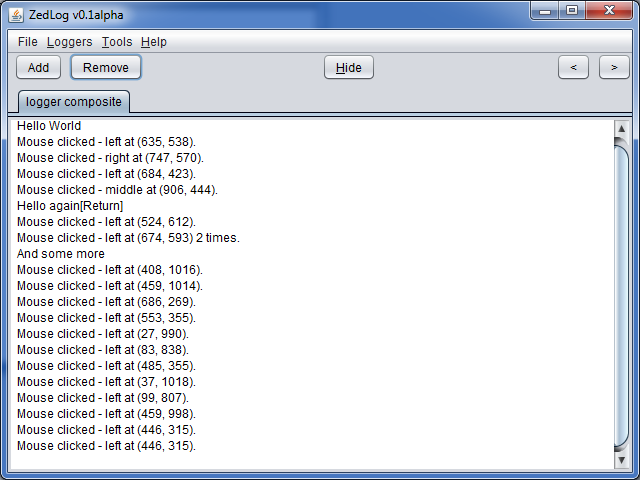 ZedLog v0.1alpha
File Loggers Tools Help
Add Remove Hide < >
logger composite
Hello World
Mouse clicked - left at (635, 538).
Mouse clicked - right at (747, 570).
Mouse clicked - left at (684, 423).
Mouse clicked - middle at (906, 444).
Hello again[Return]
Mouse clicked - left at (524, 612).
Mouse clicked - left at (674, 593) 2 times.
And some more
Mouse clicked - left at (408, 1016).
Mouse clicked - left at (459, 1014).
Mouse clicked - left at (686, 269).
Mouse clicked - left at (553, 355).
Mouse clicked - left at (27, 990).
Mouse clicked - left at (83, 838).
Mouse clicked - left at (485, 355).
Mouse clicked - left at (37, 1018).
Mouse clicked - left at (99, 807).
Mouse clicked - left at (459, 998).
Mouse clicked - left at (446, 315).
Mouse clicked - left at (446, 315).